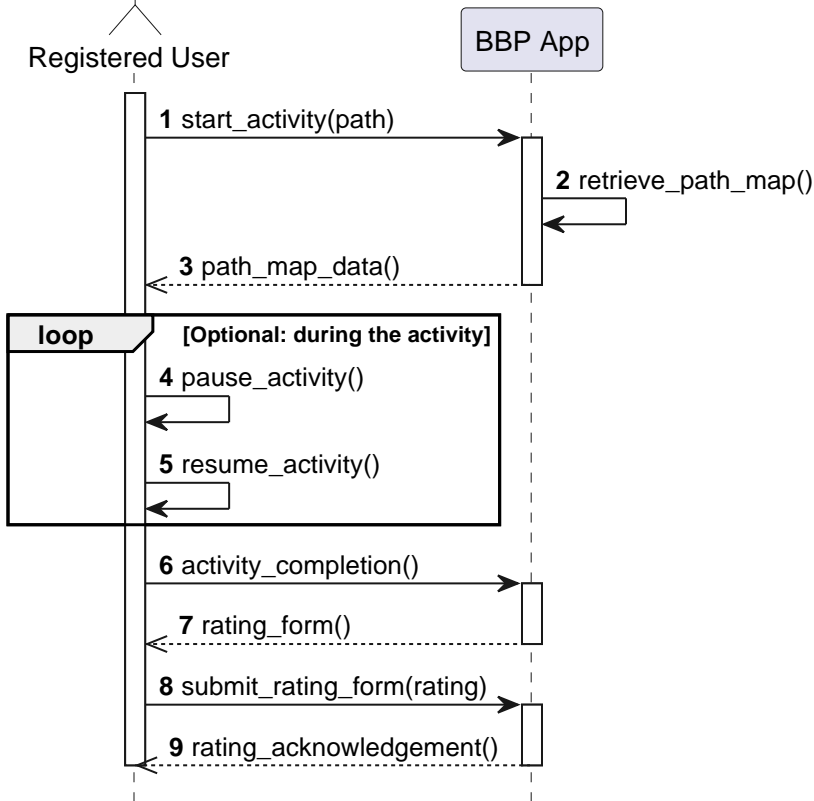 Registered User
BBP App
1 start_activity(path)
2 retrieve_path_map()
3 path_map_data()
loop
[Optional: during the activity]
4 pause_activity()
5 resume_activity()
6 activity_completion()
7 rating_form()
8 submit_rating_form(rating)
9 rating_acknowledgement()